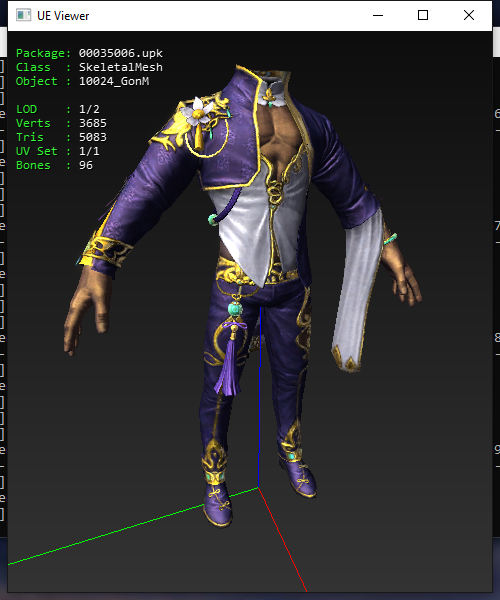 UE Viewer
Package: 00035006.upk
Class : SkeletalMesh
Object : 10024_GonM
LOD : 1/2
Verts : 3685
Tris : 5083
UV Set : 1/1
Bones : 96